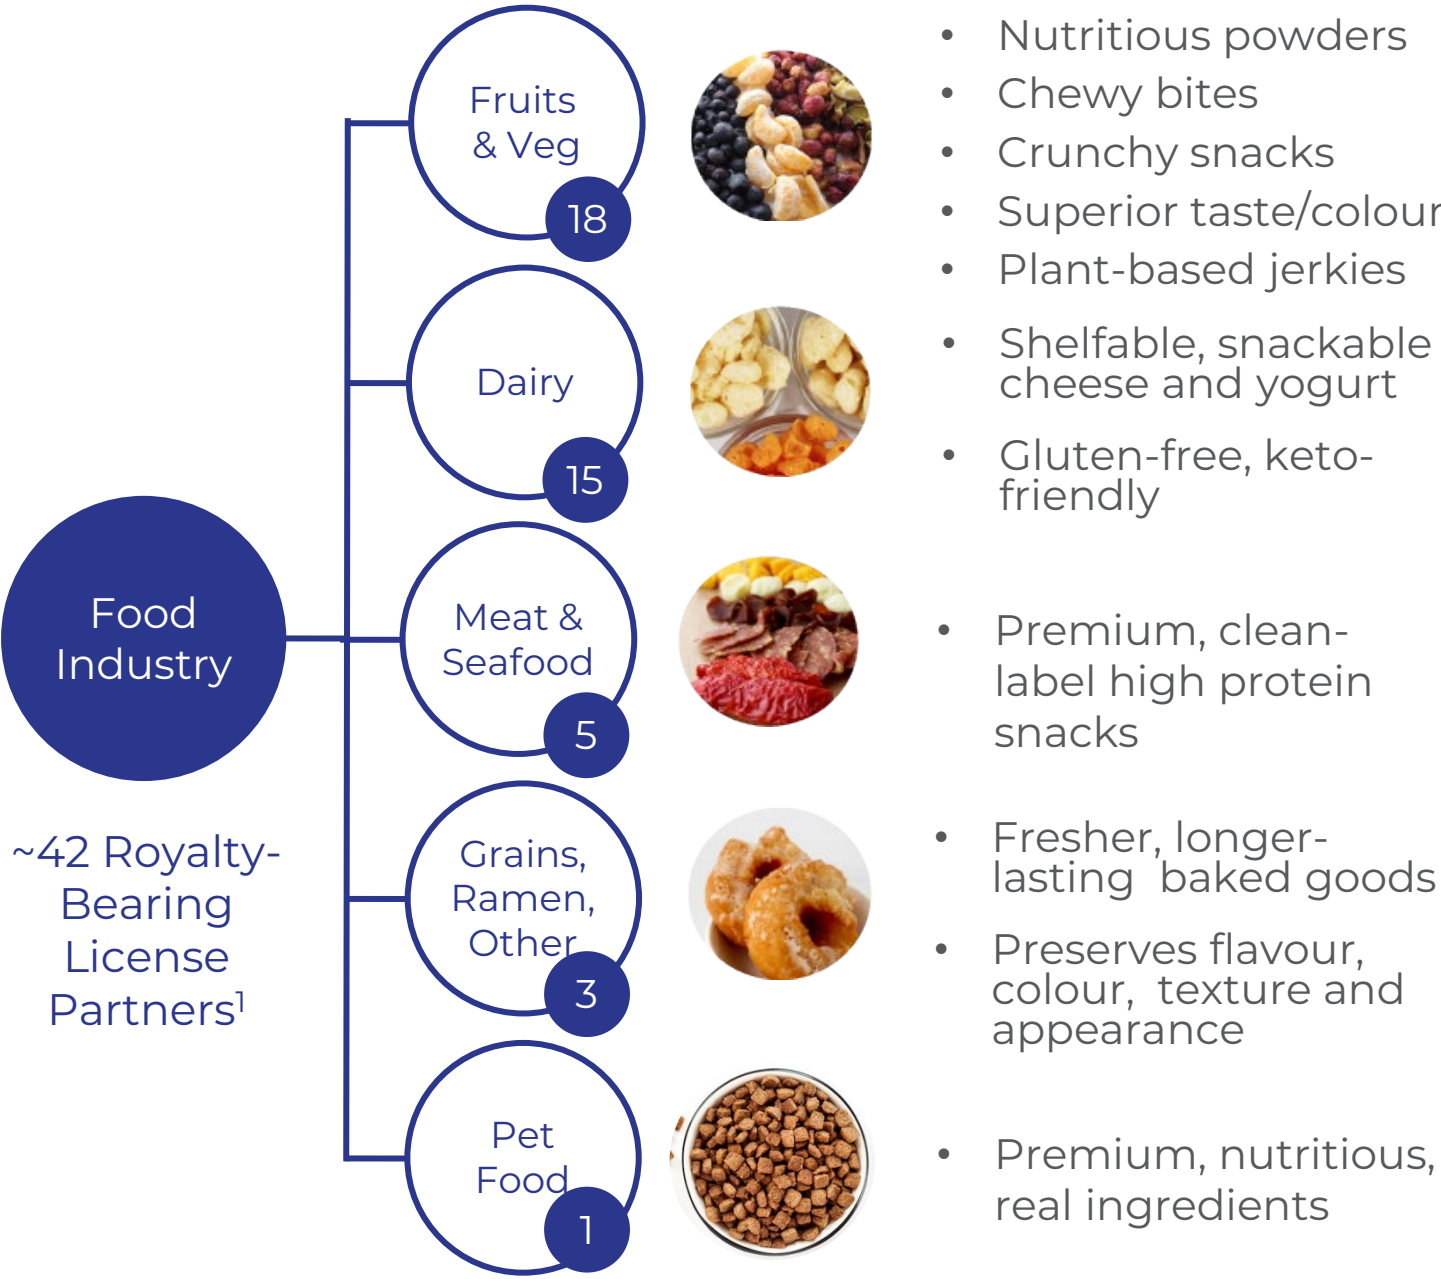 Fruits
& Veg
18
• Nutritious powders
• Chewy bites
• Crunchy snacks
• Superior taste/colour
• Plant-based jerkies
Dairy
15
• Shelfable, snackable
cheese and yogurt
• Gluten-free, keto-
friendly
Food
Industry
~42 Royalty-
Bearing
License
Partners¹
Meat &
Seafood
5
• Premium, clean-
label high protein
snacks
Grains,
Ramen,
Other
3
• Fresher, longer-
lasting baked goods
• Preserves flavour,
colour, texture and
appearance
Pet
Food
1
• Premium, nutritious,
real ingredients